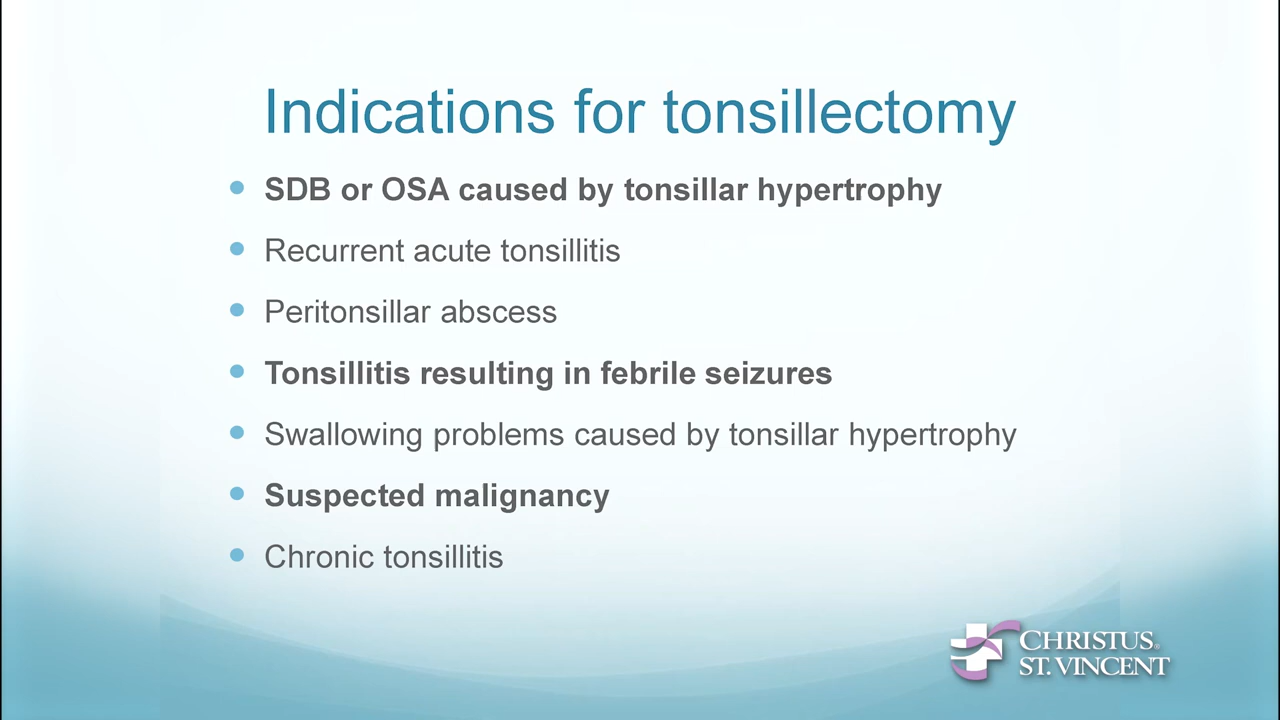 Indications for tonsillectomy
SDB or OSA caused by tonsillar hypertrophy
Recurrent acute tonsillitis
Peritonsillar abscess
Tonsillitis resulting in febrile seizures
Swallowing problems caused by tonsillar hypertrophy
Suspected malignancy
Chronic tonsillitis
CHRISTUS®
ST. VINCENT